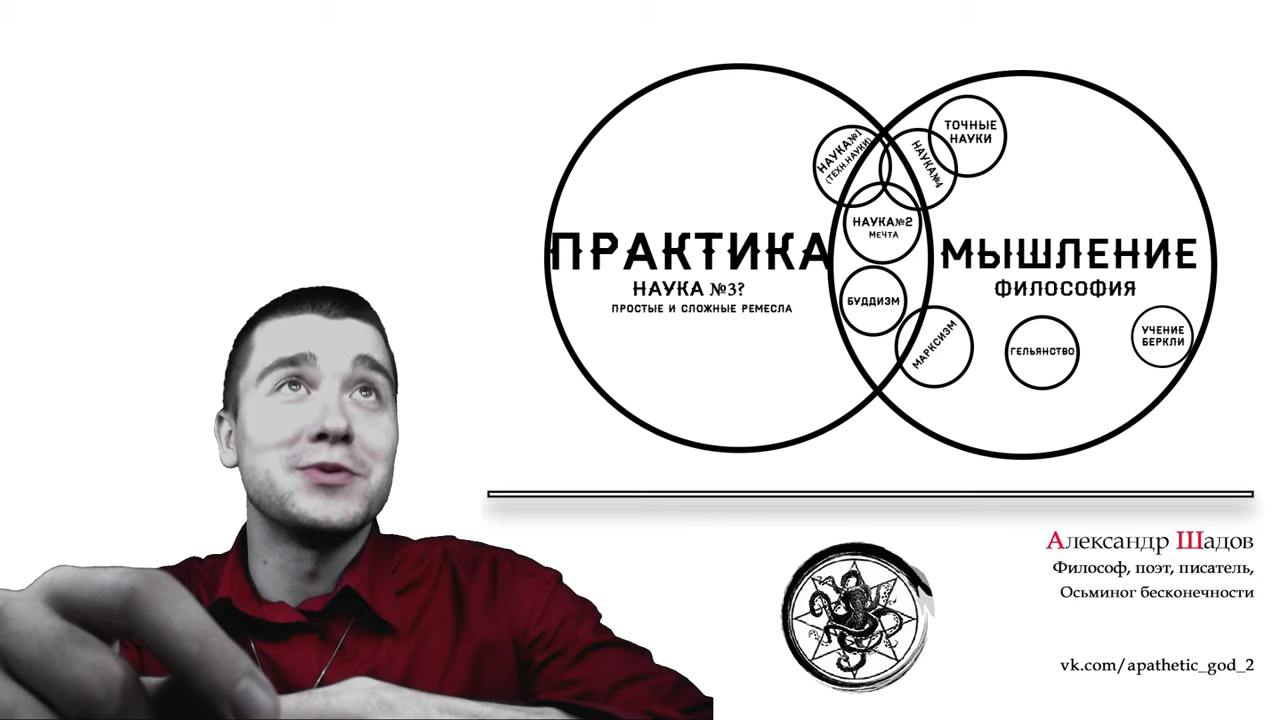 ТОЧНЫЕ
НАУКИ
НАУКА№1
(ТЕХН.НАУКИ)
НАУКА№4
НАУКА№2
МЕЧТА
ПРАКТИКА
НАУКА №3?
ПРОСТЫЕ И СЛОЖНЫЕ РЕМЕСЛА
МЫШЛЕНИЕ
ФИЛОСОФИЯ
БУДДИЗМ
МАРКСИЗМ
ГЕЛЬЯНСТВО
УЧЕНИЕ
БЕРКЛИ
Александр Шадов
Философ, поэт, писатель,
Осьминог бесконечности
vk.com/apathetic_god_2